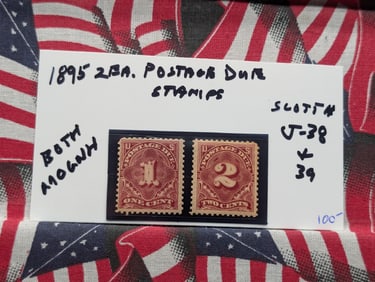 1895 2EA. POSTAGE DUE
STAMPS
SCOTT #
J-38
+
39
BOTH
MOGNH
POSTAGE DUE
1
ONE CENT
POSTAGE DUE
2
TWO CENTS
100-